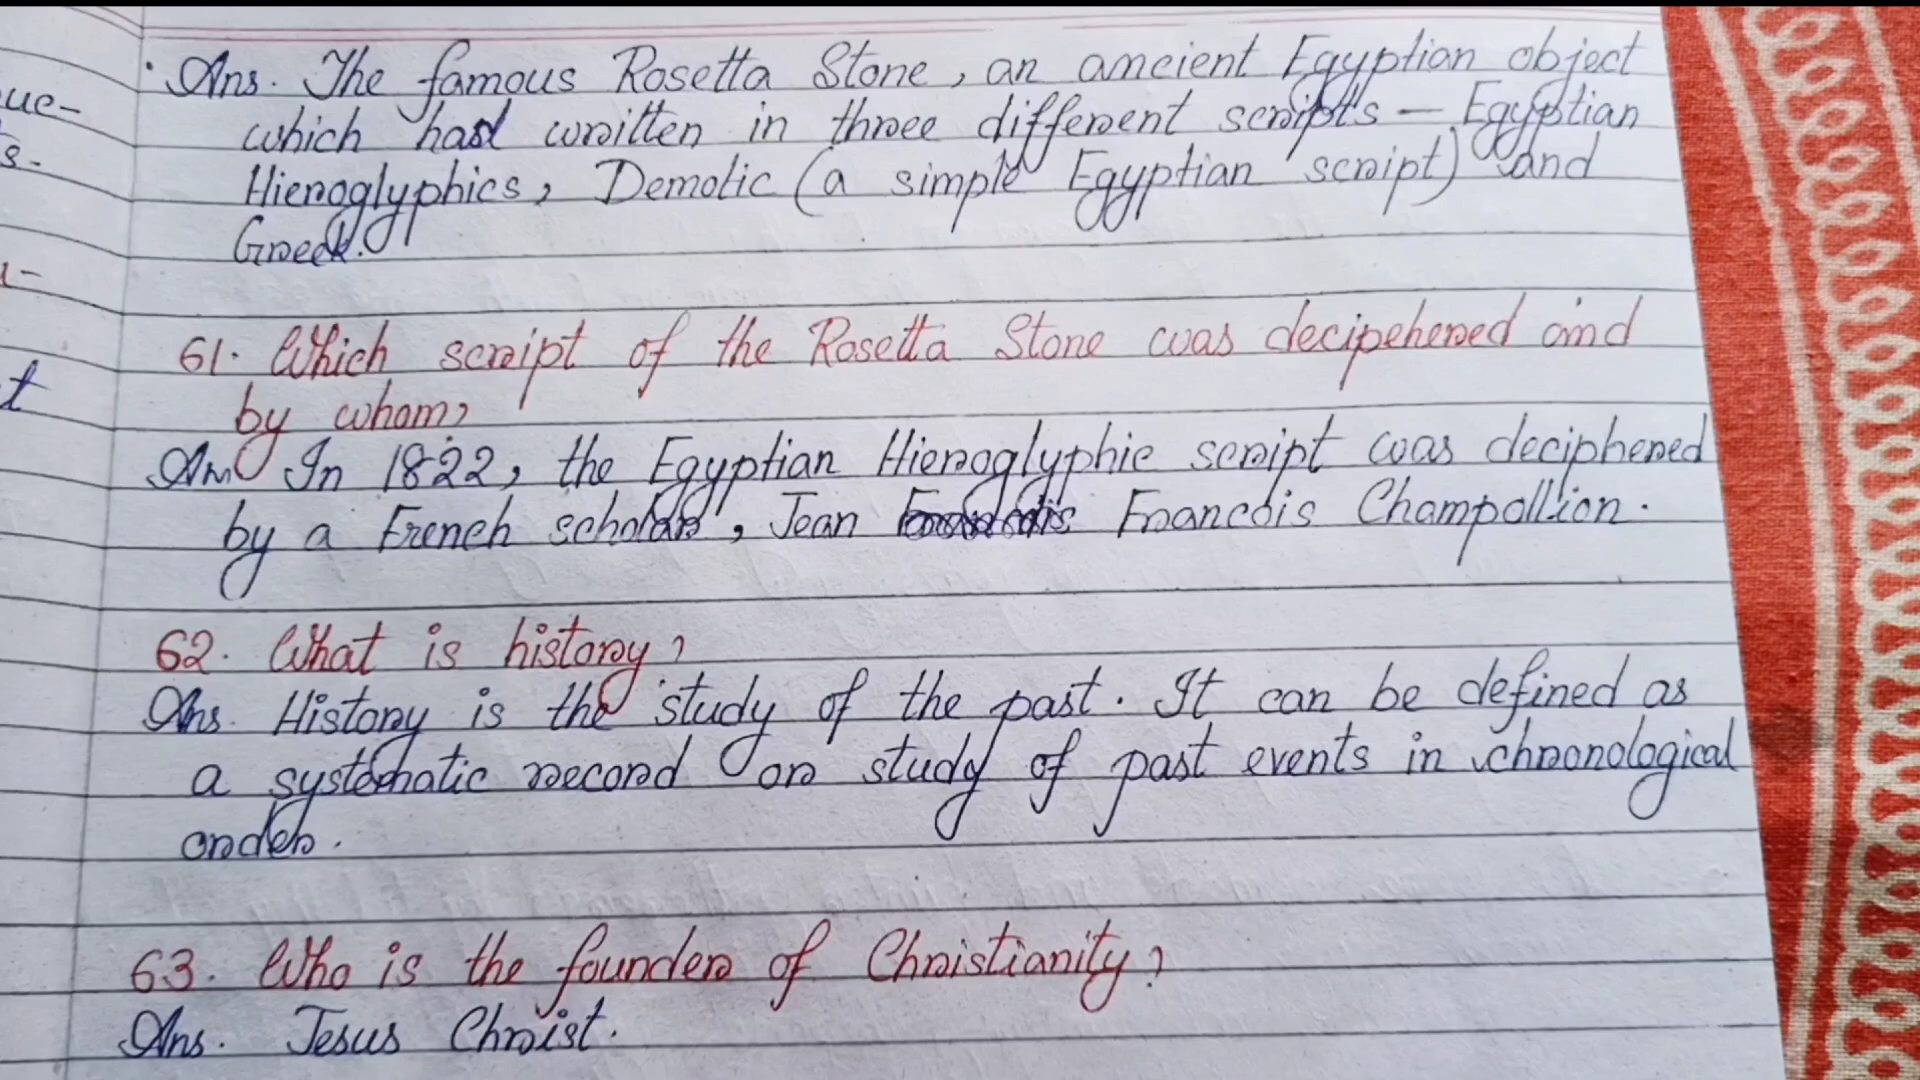 Ans. The famous Rosetta Stone, an ancient Egyptian object
ue-
which had written in three different scripts — Egyptian
s-
Hieroglyphics, Demotic (a simple Egyptian script) and
Greek.
61. Which script of the Rosetta Stone was decipehered and
t
by whom?
Ans In 1822, the Egyptian Hieroglyphic script was deciphered
by a French scholar, Jean Francois Champollion.
62. What is history?
Ans. History is the study of the past. It can be defined as
a systematic record or study of past events in chronological
order.
63. Who is the founder of Christianity?
Ans. Jesus Christ.